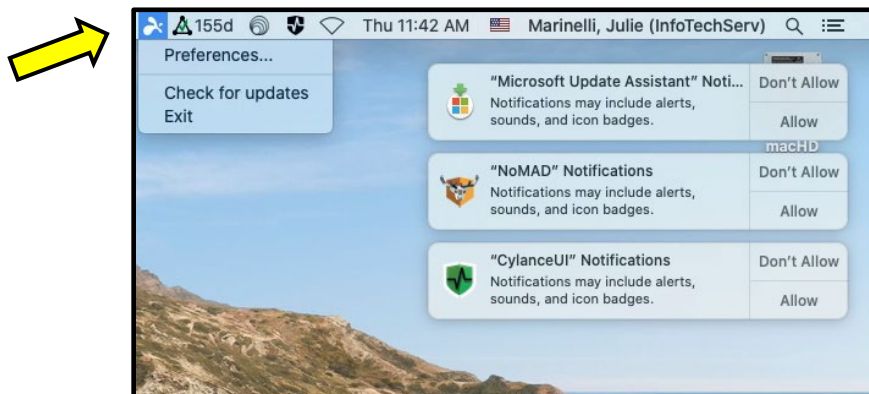 155d Thu 11:42 AM Marinelli, Julie (InfoTechServ)
Preferences...
Check for updates
Exit
"Microsoft Update Assistant" Noti...
Notifications may include alerts,
sounds, and icon badges.
Don't Allow
Allow
macHD
"NoMAD" Notifications
Notifications may include alerts,
sounds, and icon badges.
Don't Allow
Allow
"CylanceUI" Notifications
Notifications may include alerts,
sounds, and icon badges.
Don't Allow
Allow